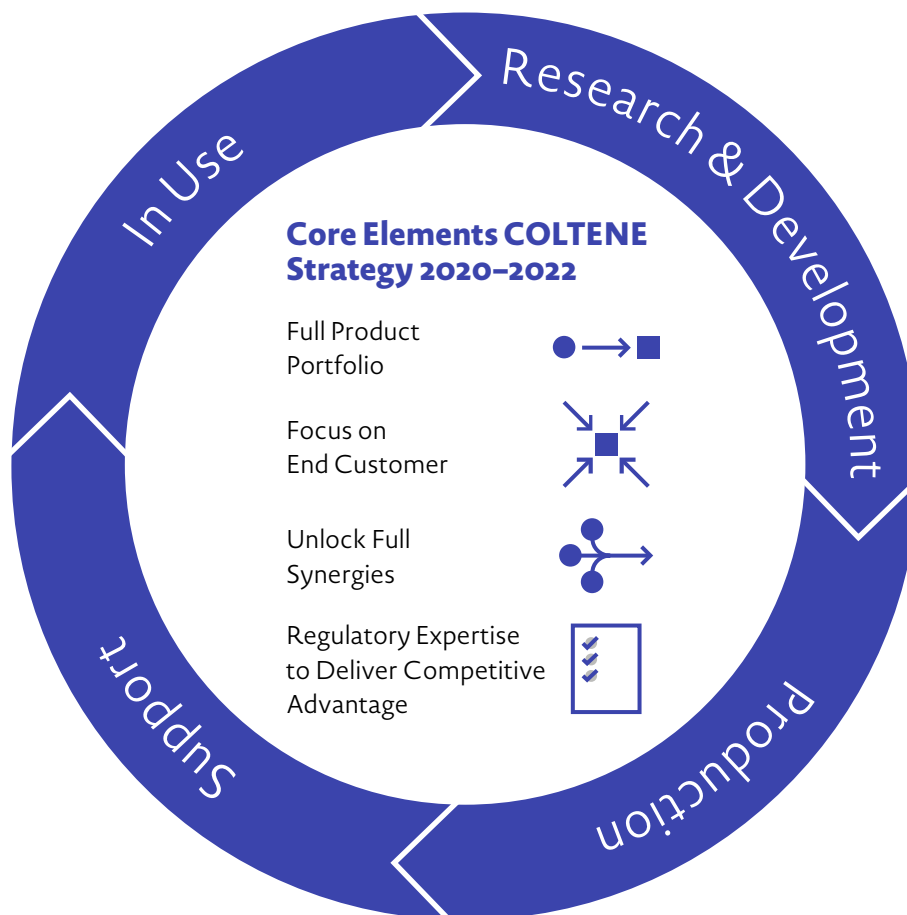 Research & Development
In Use
Core Elements COLTENE
Strategy 2020–2022
Full Product
Portfolio
Focus on
End Customer
Unlock Full
Synergies
Regulatory Expertise
to Deliver Competitive
Advantage
Support
Production